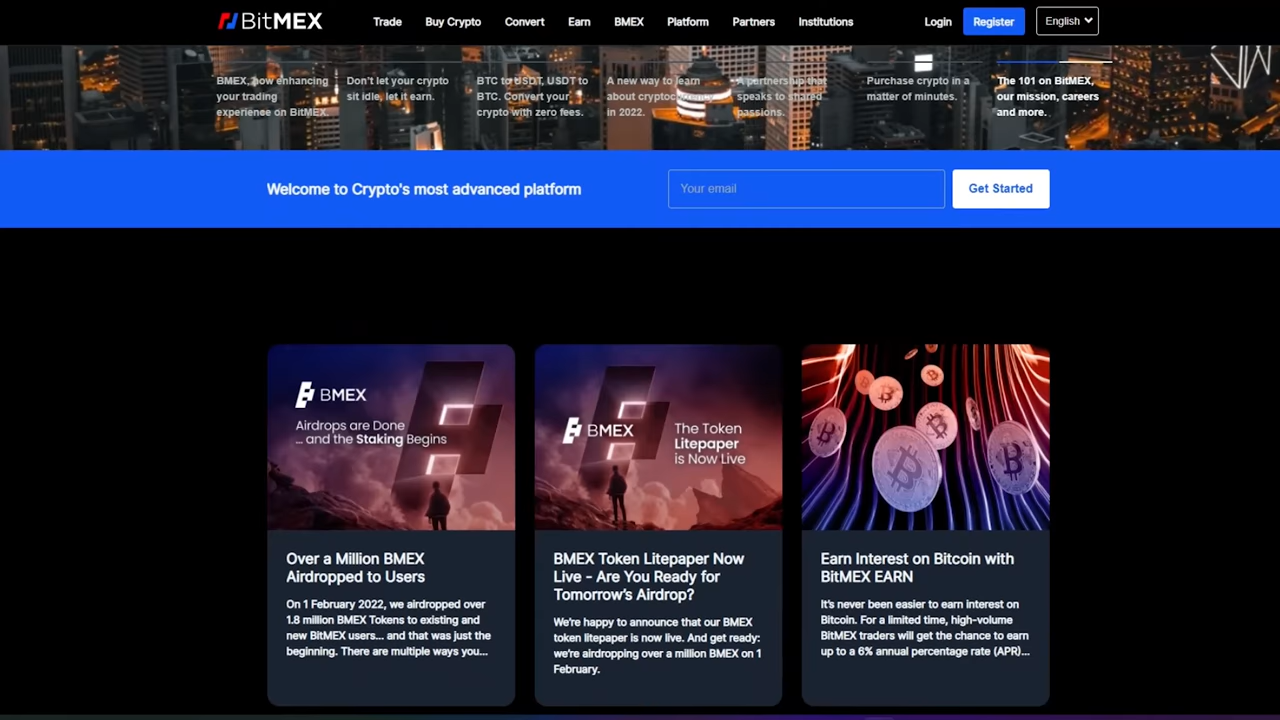 BitMEX Trade Buy Crypto Convert Earn BMEX Platform Partners Institutions Login Register English
BMEX, now enhancing
your trading
experience on BitMEX.
Don't let your crypto
sit idle, let it earn.
BTC to USDT, USDT to
BTC. Convert your
crypto with zero fees.
A new way to learn
about cryptocurrency
in 2022.
A partnership that
speaks to shared
passions.
Purchase crypto in a
matter of minutes.
The 101 on BitMEX,
our mission, careers
and more.
Welcome to Crypto's most advanced platform
Your email
Get Started
BMEX
Airdrops are Done
... and the Staking Begins
Over a Million BMEX
Airdropped to Users
On 1 February 2022, we airdropped over
1.8 million BMEX Tokens to existing and
new BitMEX users... and that was just the
beginning. There are multiple ways you...
BMEX
The Token
Litepaper
is Now Live
BMEX Token Litepaper Now
Live - Are You Ready for
Tomorrow's Airdrop?
We're happy to announce that our BMEX
token litepaper is now live. And get ready:
we're airdropping over a million BMEX on 1
February.
Earn Interest on Bitcoin with
BitMEX EARN
It's never been easier to earn interest on
Bitcoin. For a limited time, high-volume
BitMEX traders will get the chance to earn
up to a 6% annual percentage rate (APR)...